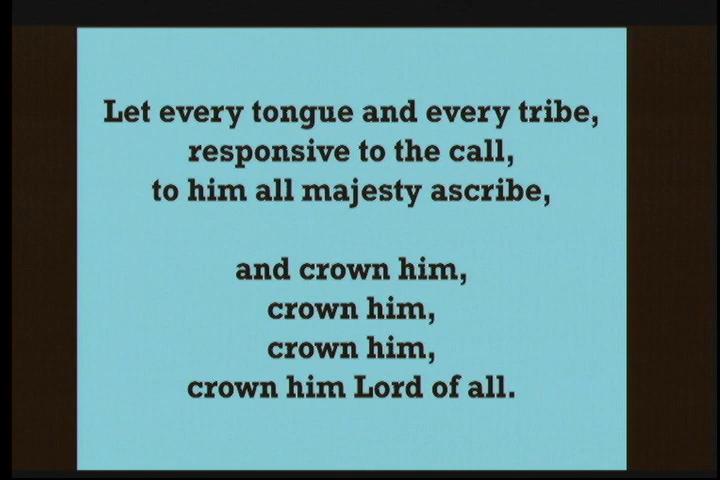 Let every tongue and every tribe,
responsive to the call,
to him all majesty ascribe,
and crown him,
crown him,
crown him,
crown him Lord of all.